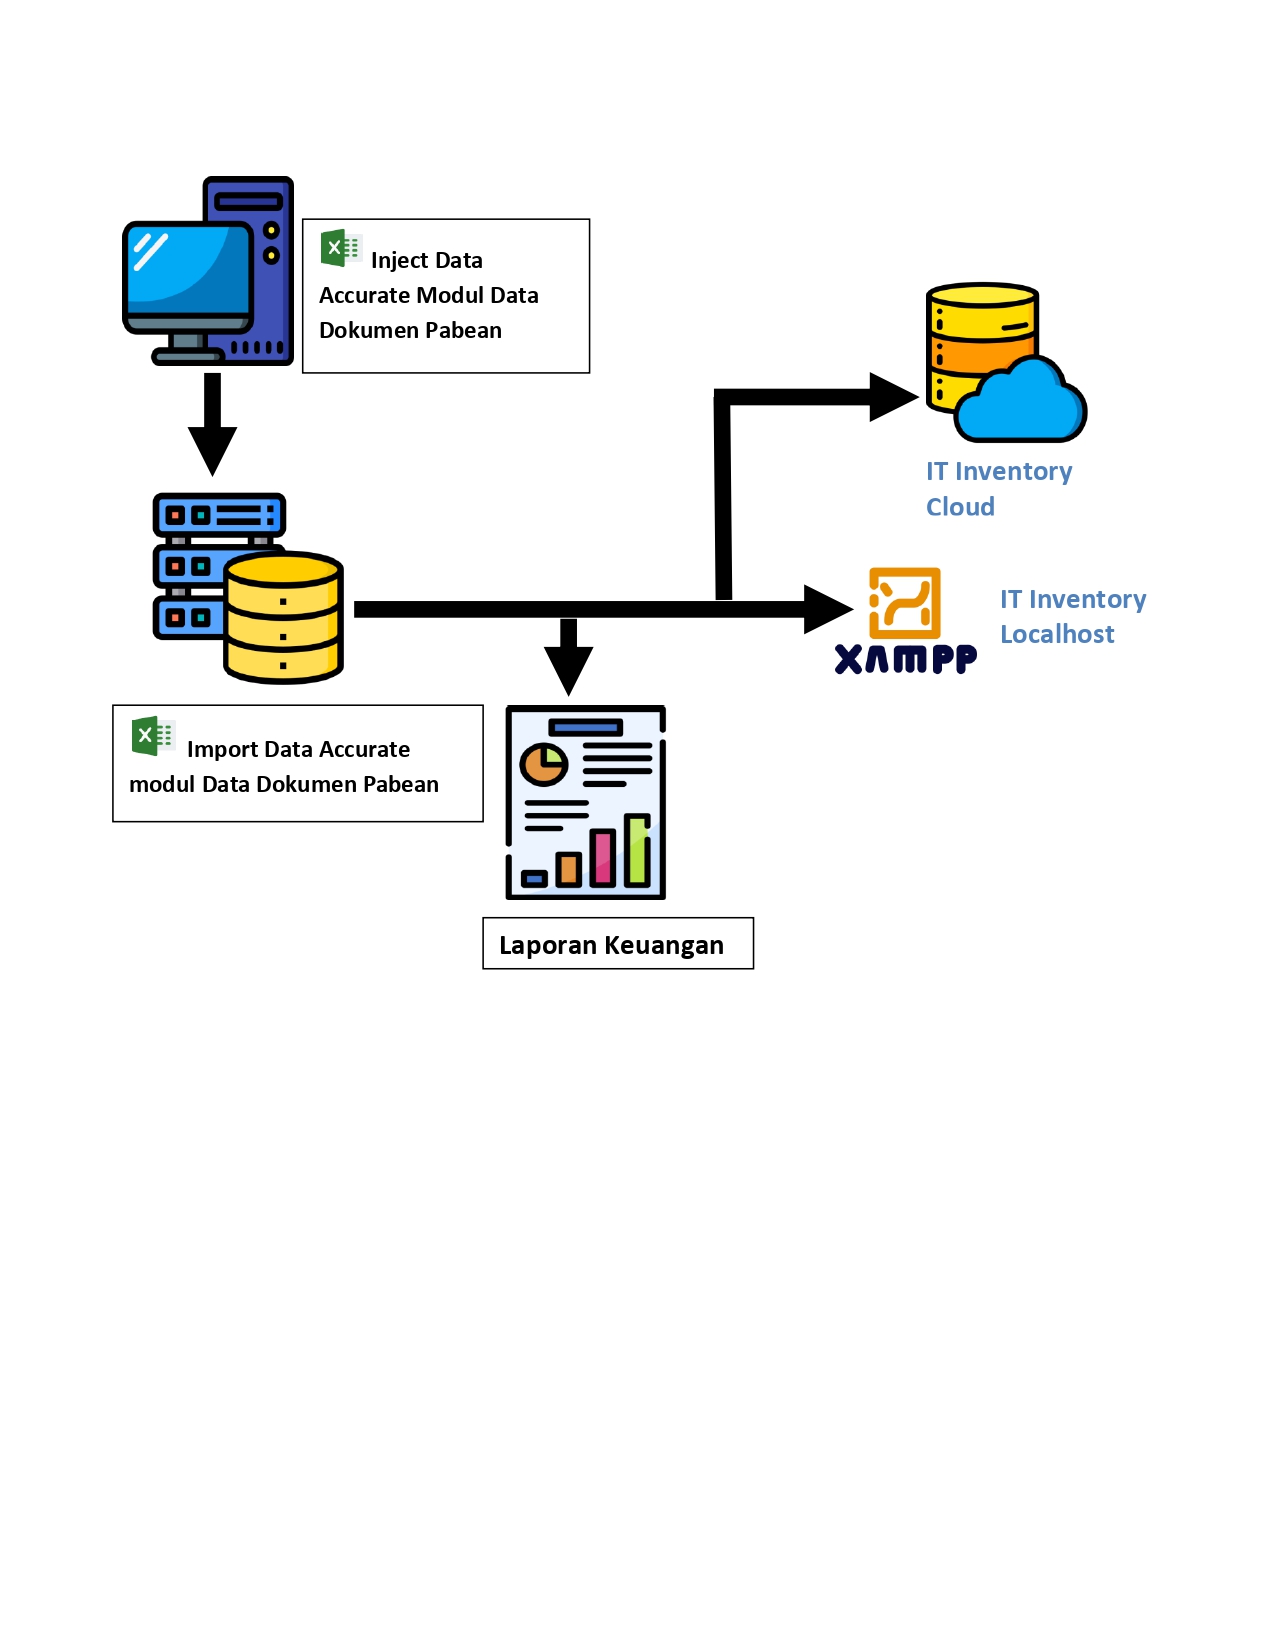 Inject Data
Accurate Modul Data
Dokumen Pabean
IT Inventory
Cloud
XAMPP
IT Inventory
Localhost
Import Data Accurate
modul Data Dokumen Pabean
Laporan Keuangan